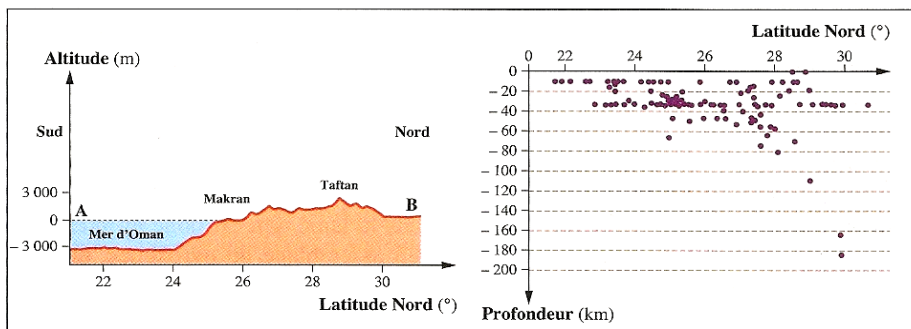 Altitude (m)
Sud
Nord
Makran
Taftan
3 000
A
B
0
Mer d'Oman
– 3 000
22 24 26 28 30
Latitude Nord (°)
Latitude Nord (°)
0 22 24 26 28 30
0
– 20
– 40
– 60
– 80
– 100
– 120
– 140
– 160
– 180
– 200
Profondeur (km)